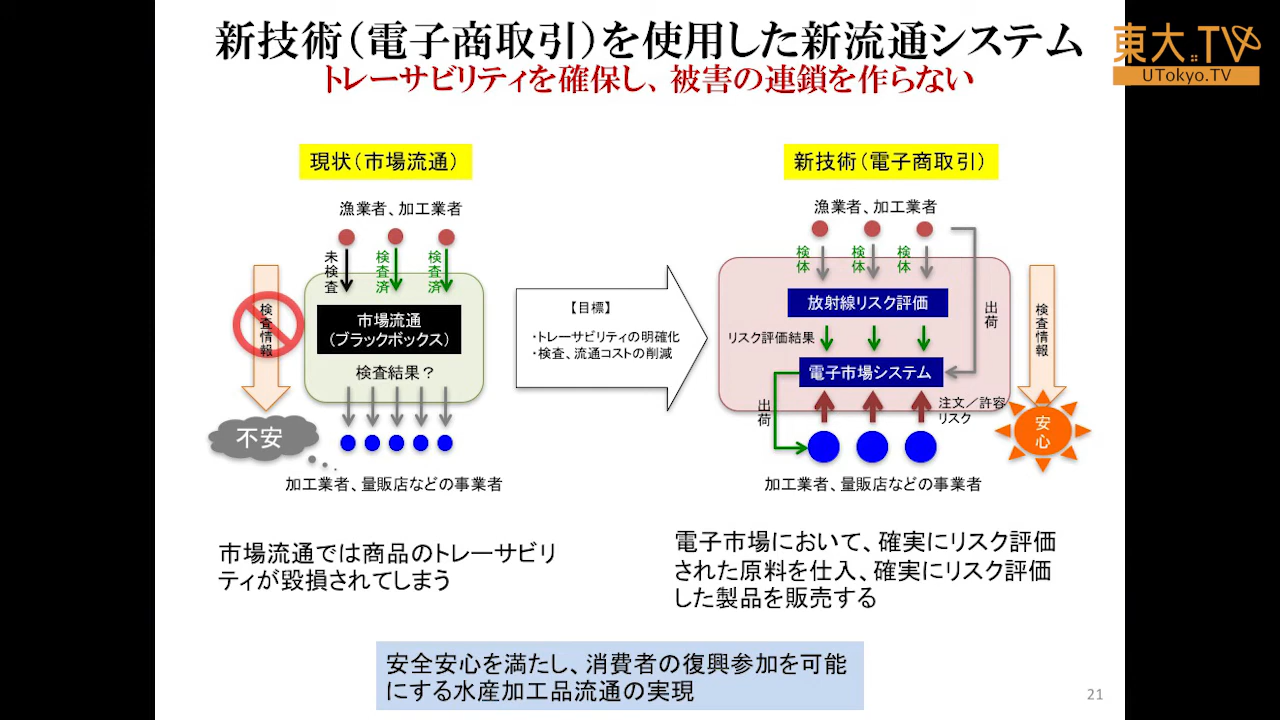 新技術(電子商取引)を使用した新流通システム
トレーサビリティを確保し、被害の連鎖を作らない
東大.TV
UTokyo.TV
現状(市場流通)
漁業者、加工業者
未検査
検査済
検査済
検査情報
市場流通
(ブラックボックス)
検査結果?
不安
加工業者、量販店などの事業者
市場流通では商品のトレーサビリ
ティが毀損されてしまう
【目標】
・トレーサビリティの明確化
・検査、流通コストの削減
新技術(電子商取引)
漁業者、加工業者
検体
検体
検体
放射線リスク評価
リスク評価結果
電子市場システム
出荷
出荷
注文/許容
リスク
検査情報
安心
加工業者、量販店などの事業者
電子市場において、確実にリスク評価
された原料を仕入、確実にリスク評価
した製品を販売する
安全安心を満たし、消費者の復興参加を可能
にする水産加工品流通の実現
21